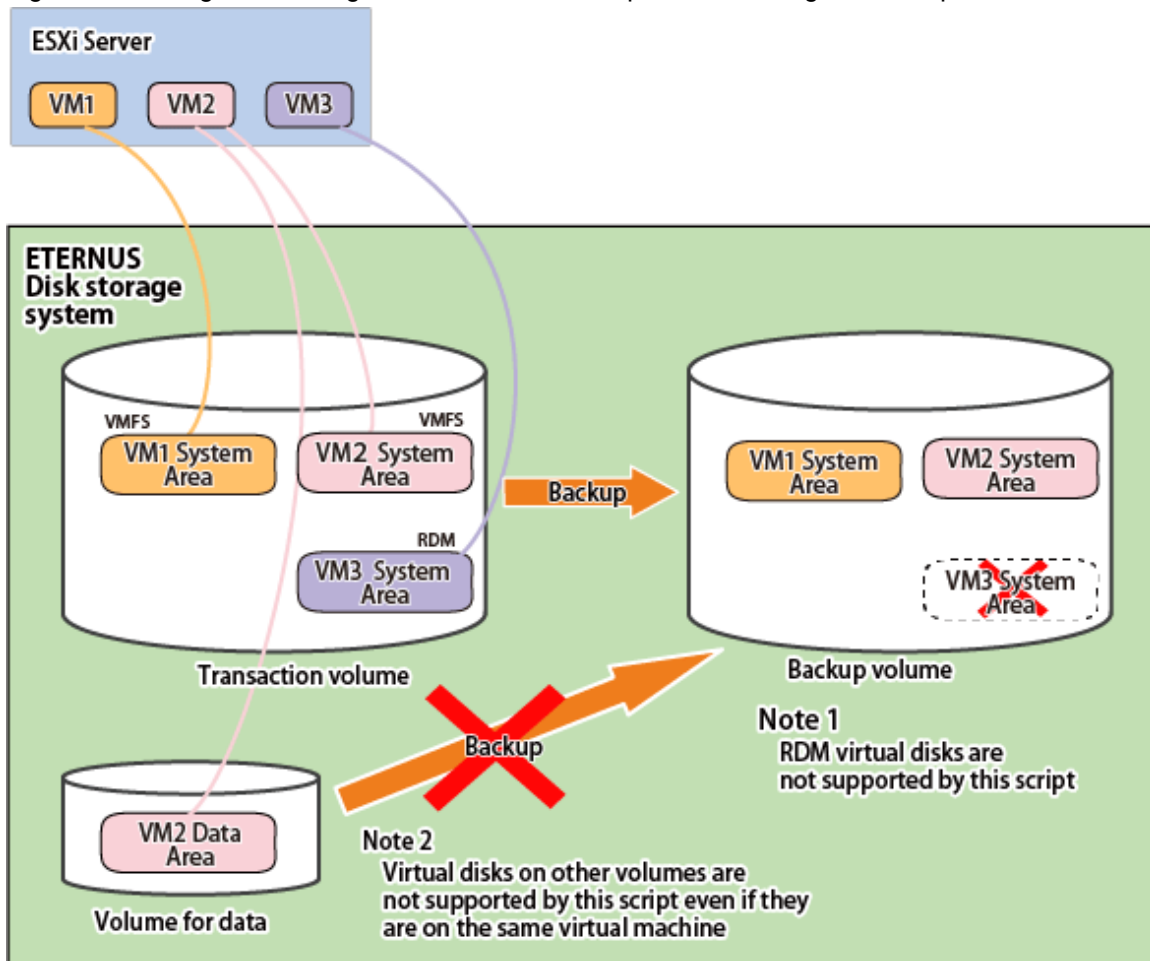 ESXi Server
VM1
VM2
VM3
ETERNUS
Disk storage
system
VMFS
VM1 System
Area
VMFS
VM2 System
Area
RDM
VM3 System
Area
Transaction volume
Backup
VM1 System
Area
VM2 System
Area
VM3 System
Area
Backup volume
Note 1
RDM virtual disks are
not supported by this script
Backup
VM2 Data
Area
Volume for data
Note 2
Virtual disks on other volumes are
not supported by this script even if they
are on the same virtual machine